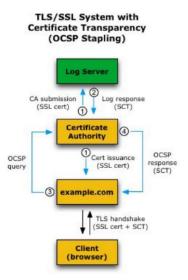 TLS/SSL System with
Certificate Transparency
(OCSP Stapling)
Log Server
2
CA submission
(SSL cert)
1
Log response
(SCT)
Certificate
Authority
4
1
Cert issuance
(SSL cert)
OCSP
query
OCSP
response
(SCT)
3
example.com
TLS handshake
(SSL cert + SCT)
Client
(browser)